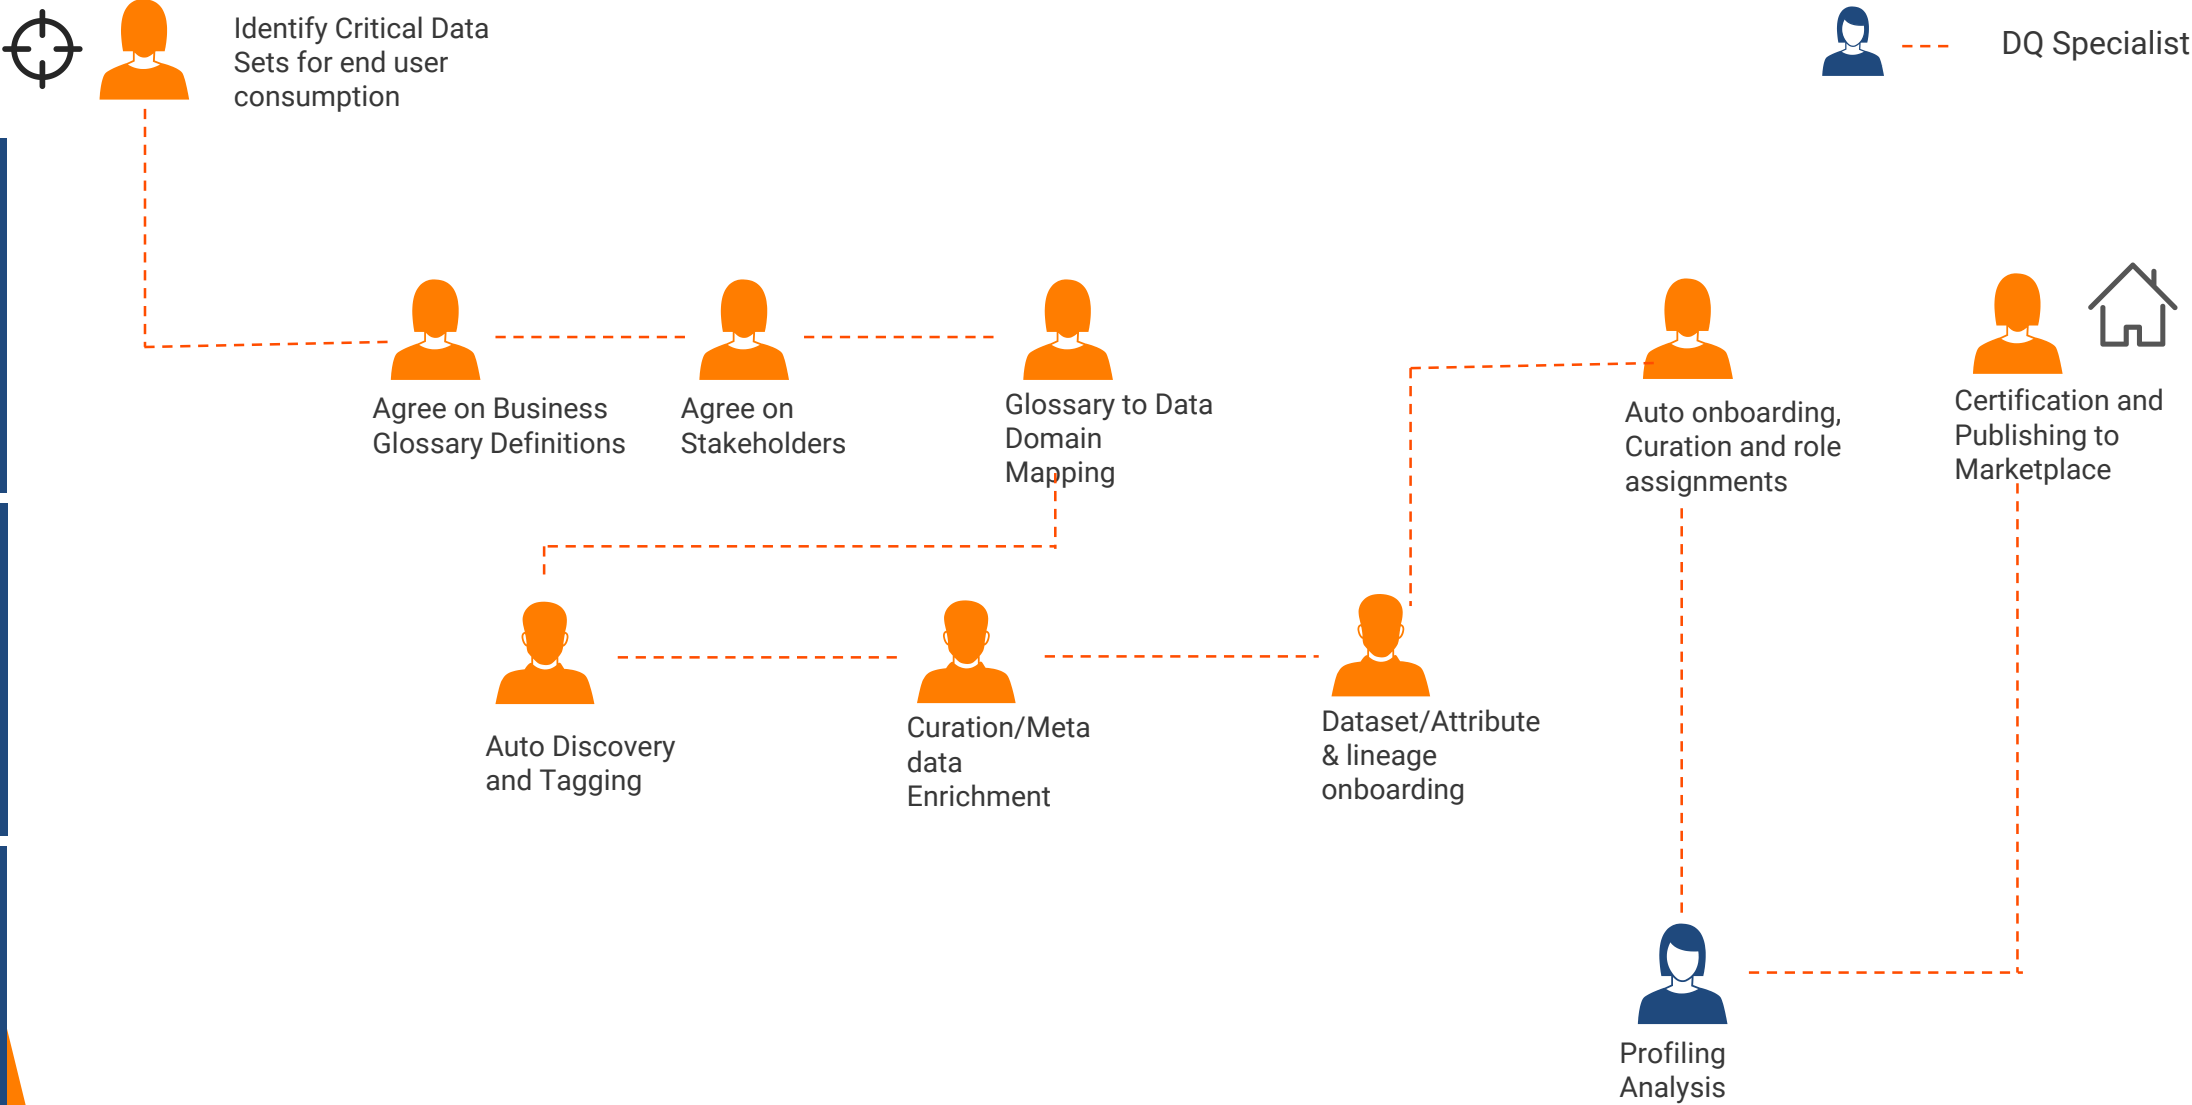 Identify Critical Data
Sets for end user
consumption
DQ Specialist
Agree on Business
Glossary Definitions
Agree on
Stakeholders
Glossary to Data
Domain
Mapping
Auto onboarding,
Curation and role
assignments
Certification and
Publishing to
Marketplace
Auto Discovery
and Tagging
Curation/Meta
data
Enrichment
Dataset/Attribute
& lineage
onboarding
Profiling
Analysis